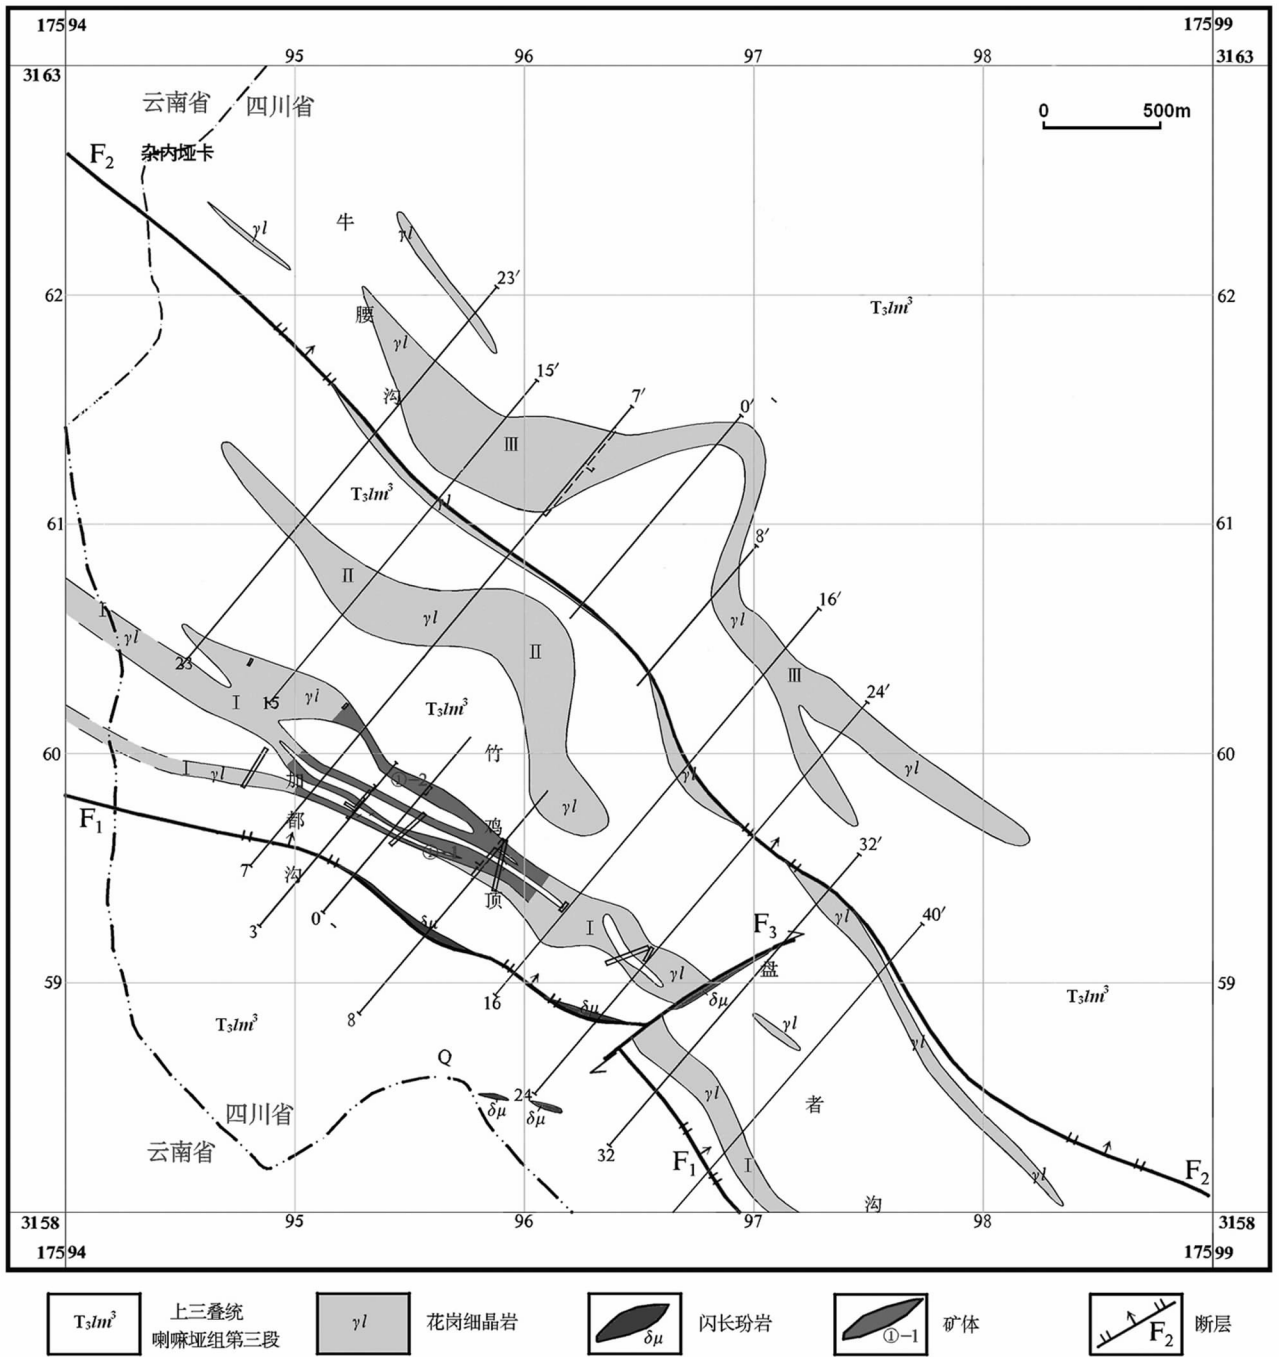 17594
17599
95
96
97
98
3163
3163
云南省
四川省
0
500m
杂内垭卡
F₂
γl
牛
γl
23′
62
T₃lm³
62
腰
γl
15′
沟
7′
0′
Ⅲ
T₃lm³
γl
61
8′
61
Ⅱ
γl
Ⅰ
16′
γl
γl
Ⅱ
23
Ⅲ
24′
Ⅰ
15
γl
T₃lm³
60
竹
60
Ⅰ
γl
加
①-2
γl
γl
γl
F₁
都
鸡
32′
①-1
7
沟
顶
3
0
δμ
Ⅰ
F₃
γl
40′
盘
γl
59
16
δμ
δμ
T₃lm³
59
T₃lm³
8
γl
Q
24
γl
δμ
δμ
四川省
者
云南省
32
F₁
Ⅰ
γl
F₂
沟
3158
95
96
97
98
3158
17594
17599
T₃lm³
上三叠统
喇嘛垭组第三段
γl
花岗细晶岩
δμ
闪长玢岩
①-1
矿体
F₂
断层